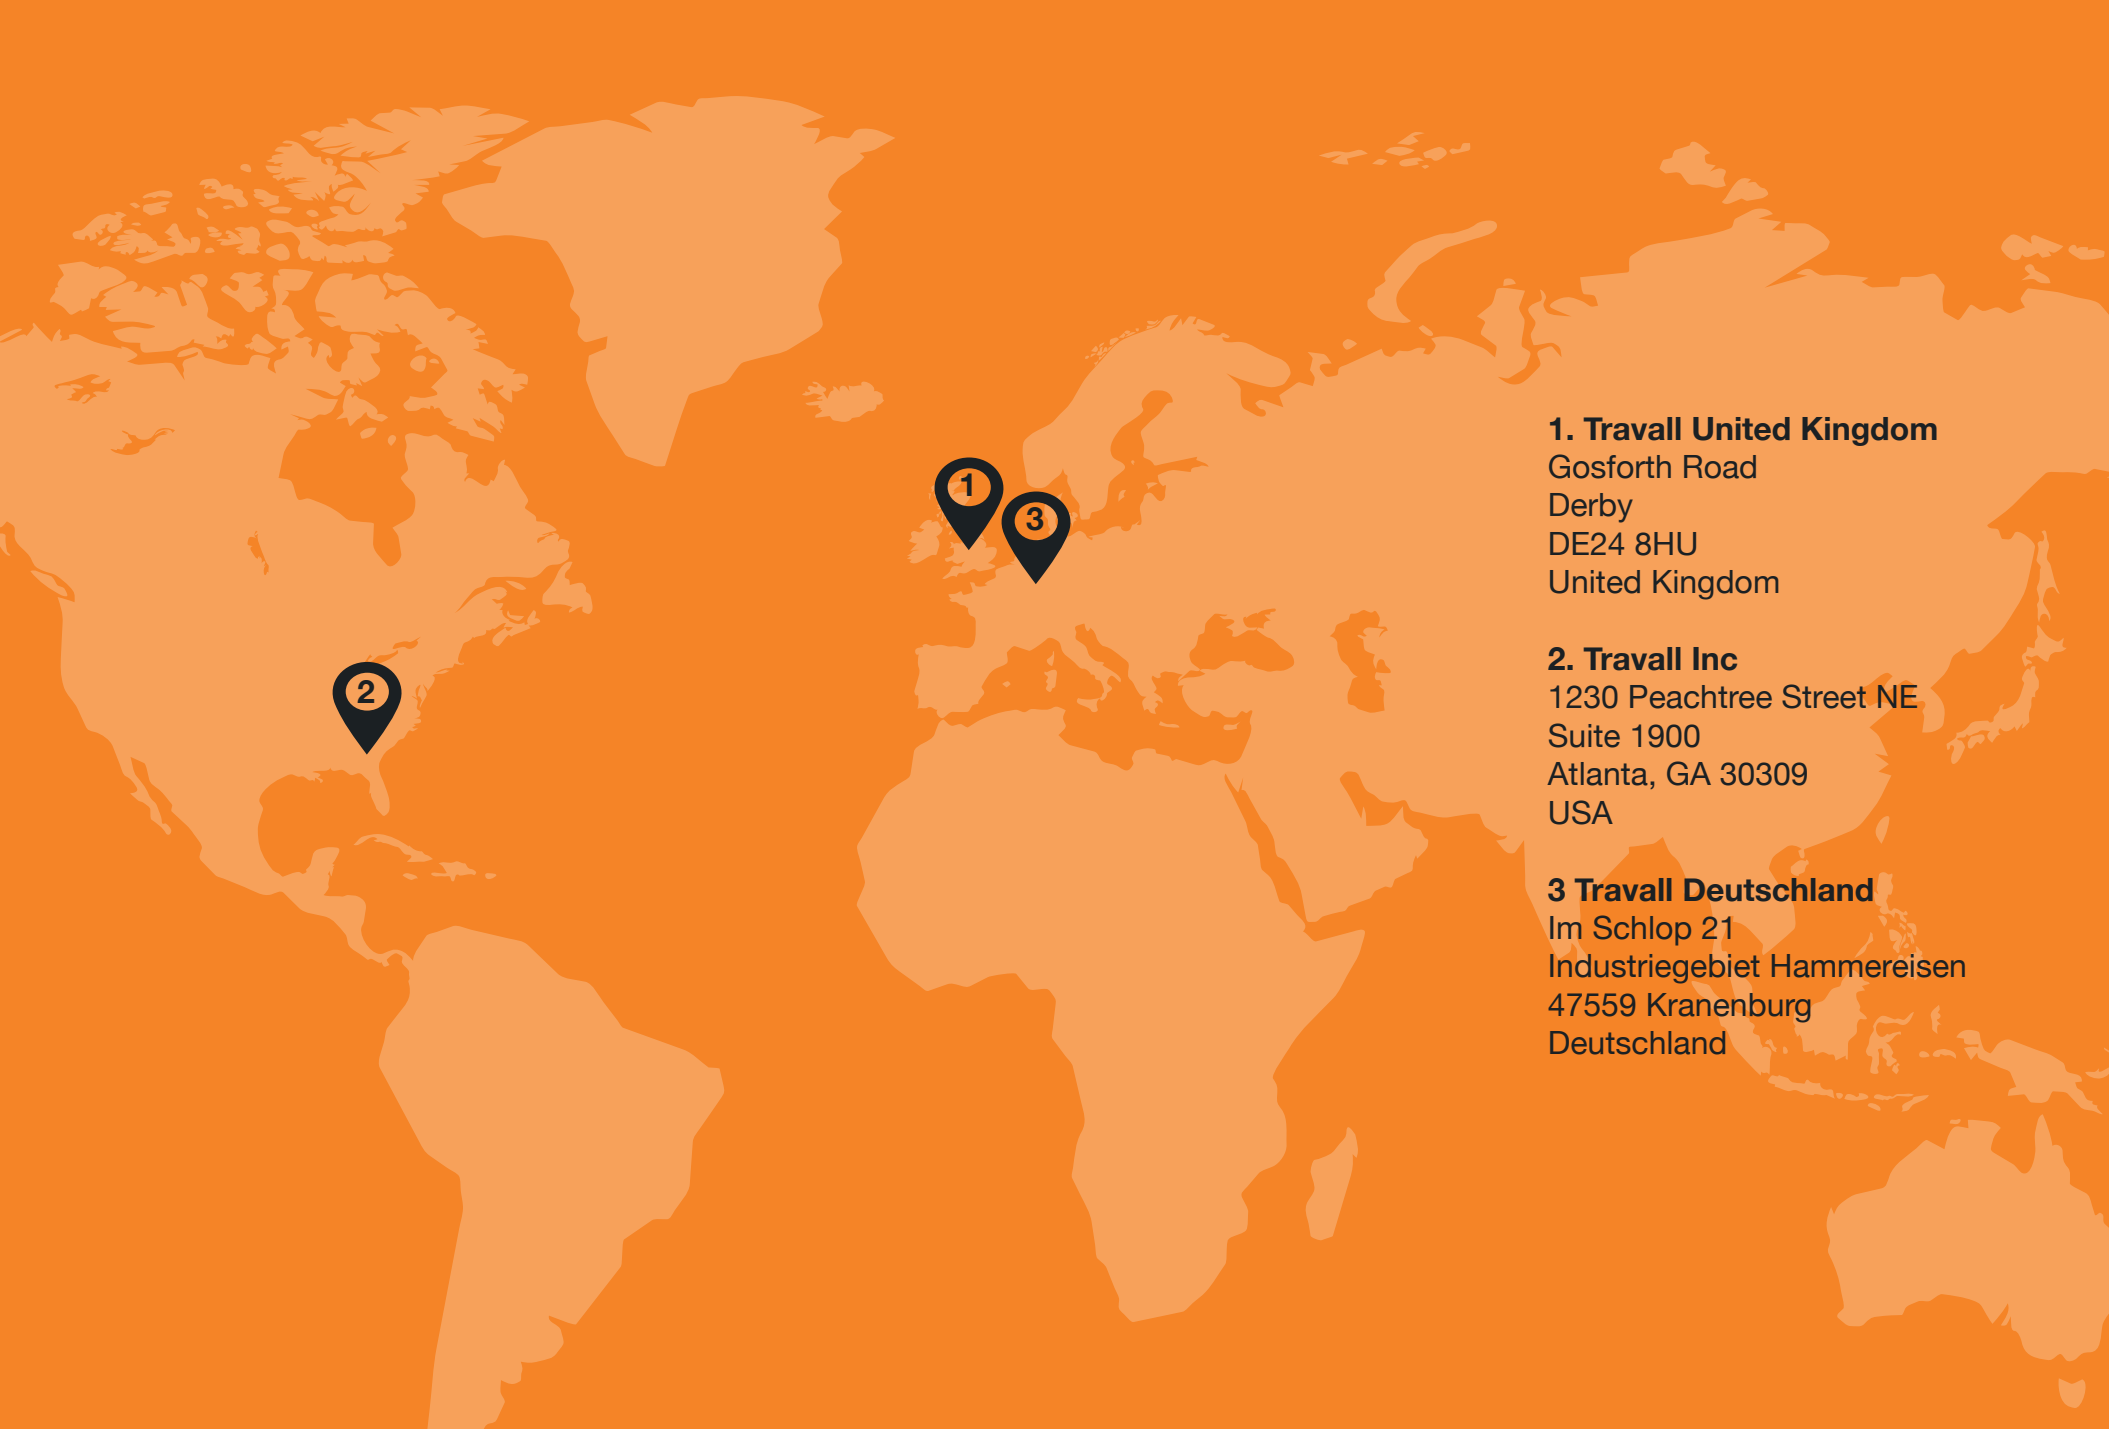 1
3
2
1. Travall United Kingdom
Gosforth Road
Derby
DE24 8HU
United Kingdom
2. Travall Inc
1230 Peachtree Street NE
Suite 1900
Atlanta, GA 30309
USA
3 Travall Deutschland
Im Schlop 21
Industriegebiet Hammereisen
47559 Kranenburg
Deutschland